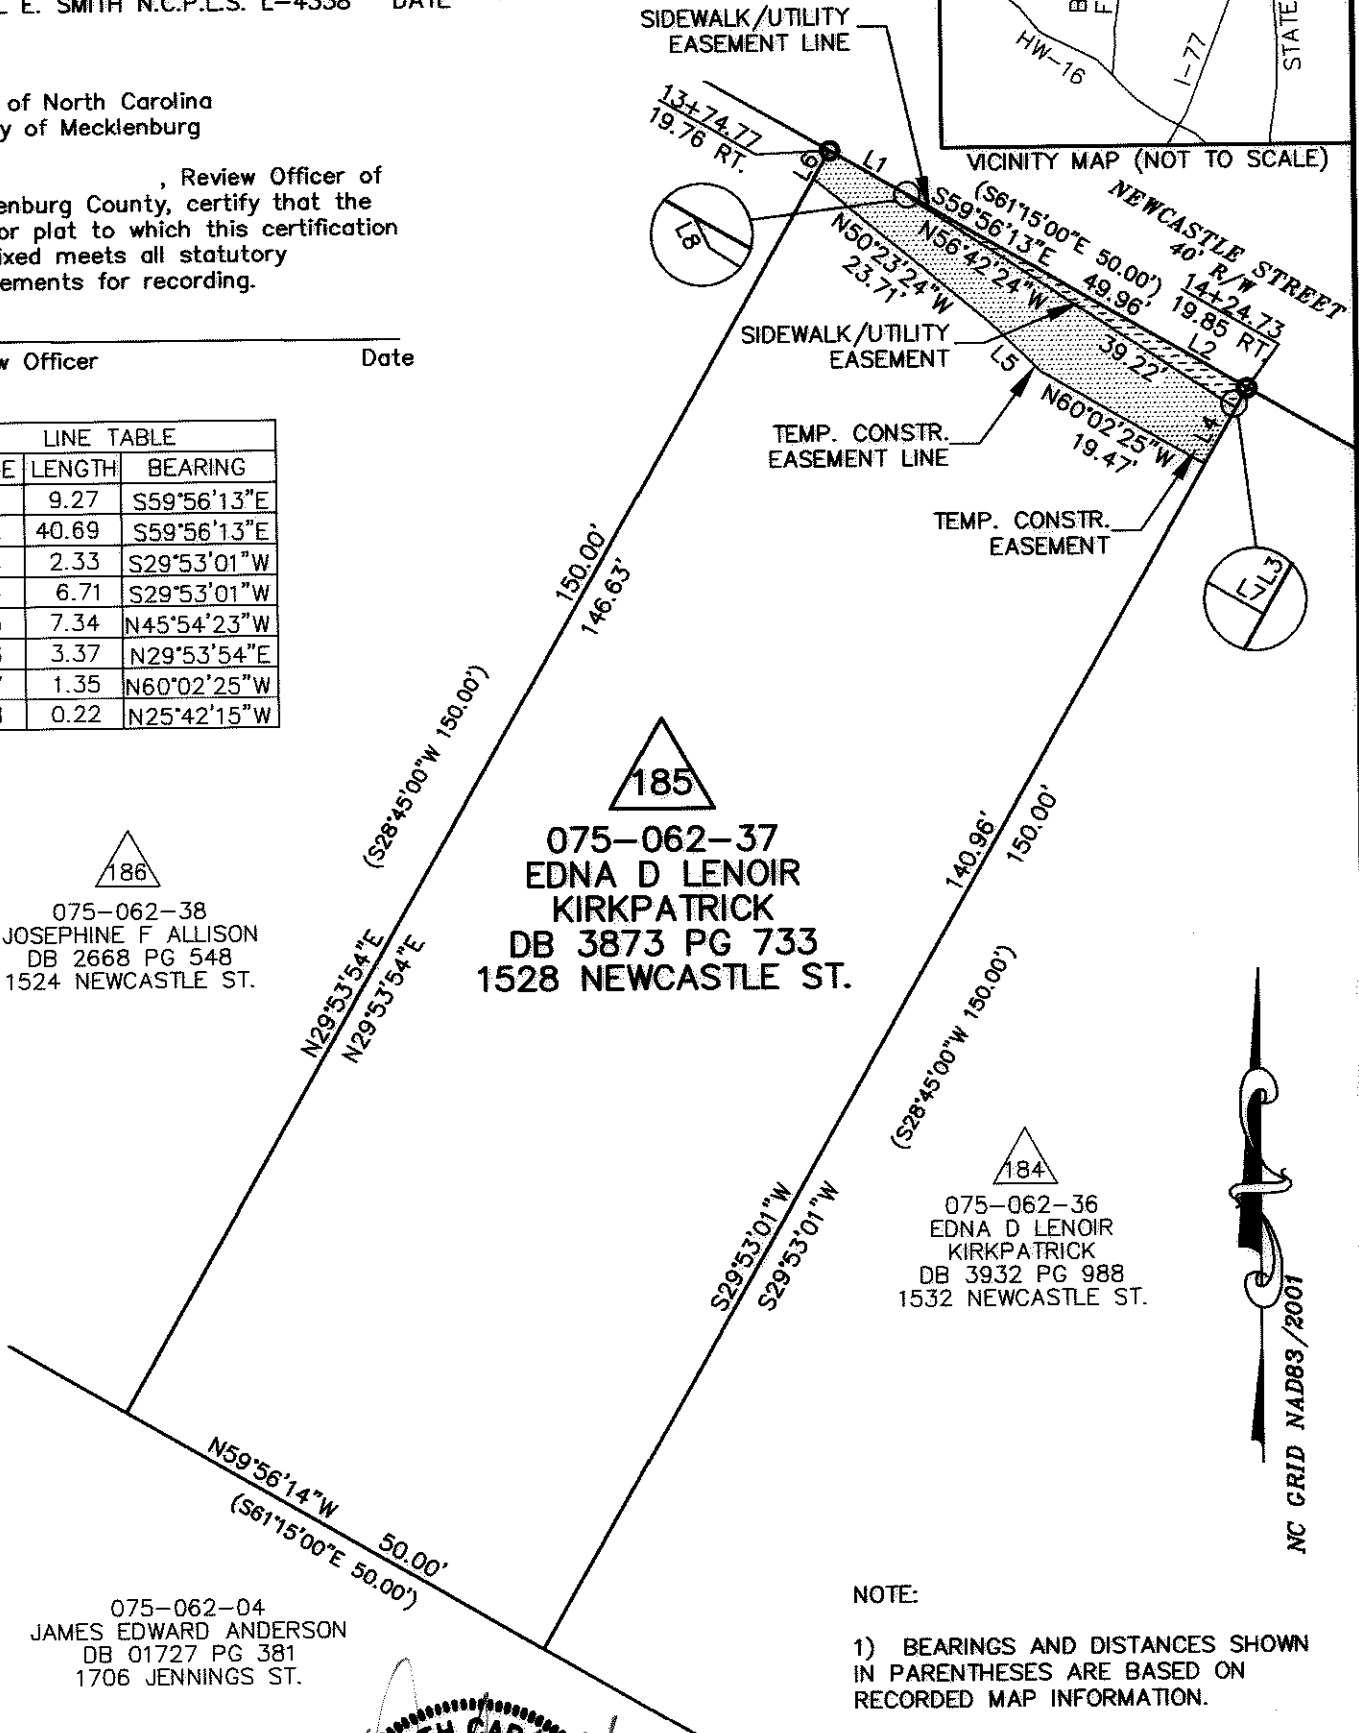 L E. SMITH N.C.P.L.S. L-4338 DATE
of North Carolina
y of Mecklenburg
, Review Officer of
enburg County, certify that the
or plat to which this certification
ixed meets all statutory
ements for recording.
w Officer Date
LINE TABLE
E LENGTH BEARING
9.27 S59°56'13"E
40.69 S59°56'13"E
2.33 S29°53'01"W
6.71 S29°53'01"W
7.34 N45°54'23"W
3.37 N29°53'54"E
1.35 N60°02'25"W
0.22 N25°42'15"W
SIDEWALK/UTILITY
EASEMENT LINE
HW-16
I-77
STATE
VICINITY MAP (NOT TO SCALE)
13+74.77
19.76 RT.
L6
L1
L8
(S61°15'00"E 50.00')
S59°56'13"E 49.96'
NEWCASTLE STREET
40' R/W
14+24.73
19.85 RT.
L2
N56°42'24"W
39.22'
N50°23'24"W
23.71'
SIDEWALK/UTILITY
EASEMENT
L5
L4
N60°02'25"W
19.47'
TEMP. CONSTR.
EASEMENT LINE
TEMP. CONSTR.
EASEMENT
L7
L3
150.00'
146.63'
(S28°45'00"W 150.00')
N29°53'54"E
N29°53'54"E
185
075-062-37
EDNA D LENOIR
KIRKPATRICK
DB 3873 PG 733
1528 NEWCASTLE ST.
186
075-062-38
JOSEPHINE F ALLISON
DB 2668 PG 548
1524 NEWCASTLE ST.
140.96'
150.00'
(S28°45'00"W 150.00')
S29°53'01"W
S29°53'01"W
184
075-062-36
EDNA D LENOIR
KIRKPATRICK
DB 3932 PG 988
1532 NEWCASTLE ST.
NC GRID NAD83/2001
N59°56'14"W 50.00'
(S61°15'00"E 50.00')
075-062-04
JAMES EDWARD ANDERSON
DB 01727 PG 381
1706 JENNINGS ST.
NOTE:
1) BEARINGS AND DISTANCES SHOWN
IN PARENTHESES ARE BASED ON
RECORDED MAP INFORMATION.